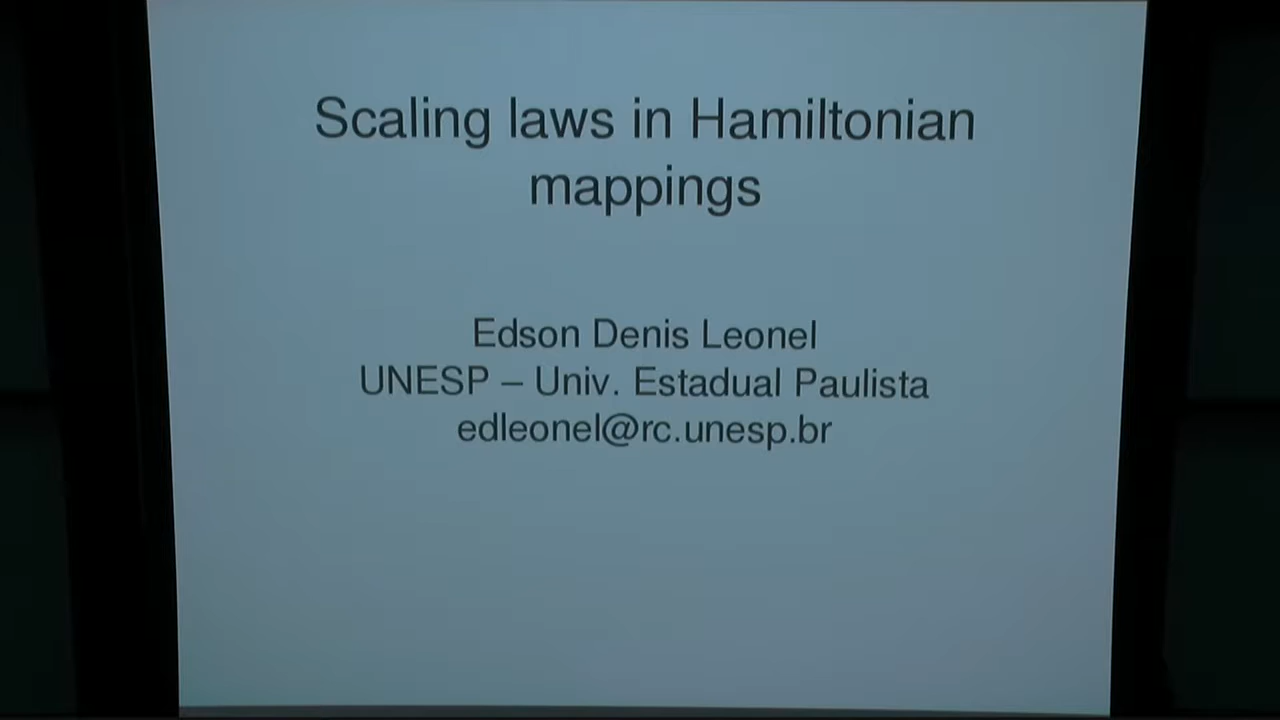 Scaling laws in Hamiltonian
mappings
Edson Denis Leonel
UNESP – Univ. Estadual Paulista
edleonel@rc.unesp.br